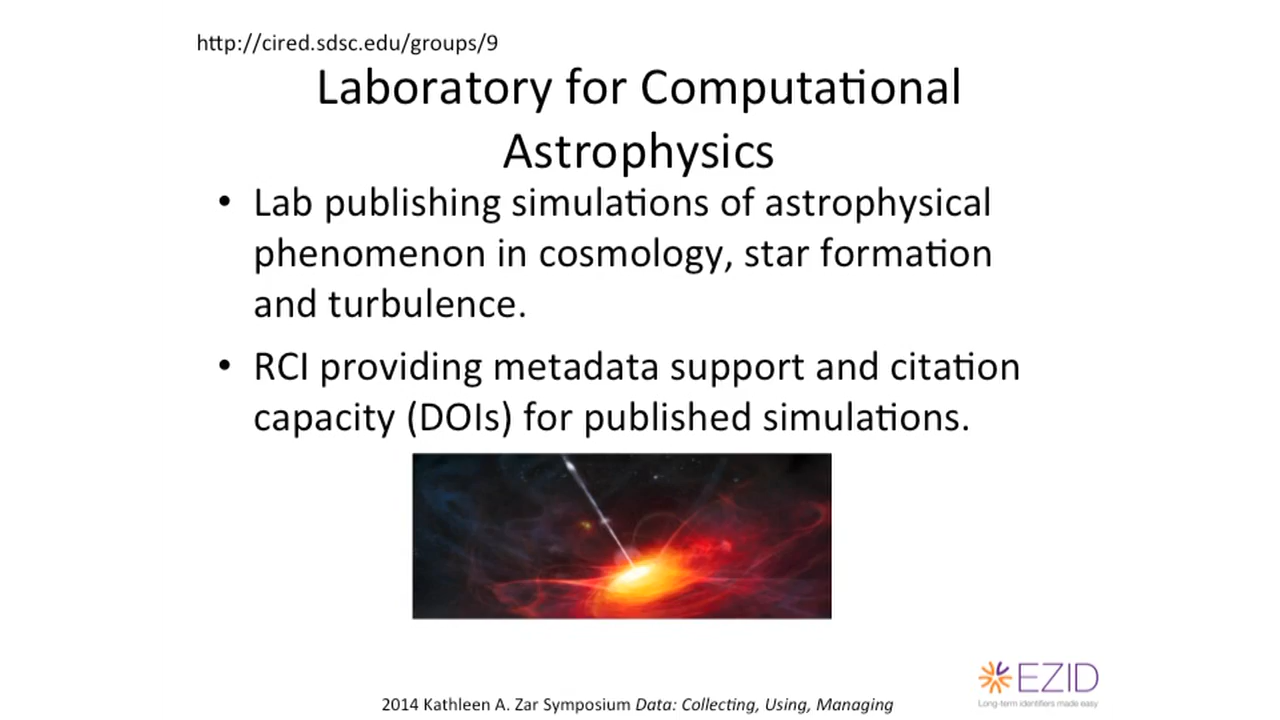 http://cired.sdsc.edu/groups/9
Laboratory for Computational
Astrophysics
• Lab publishing simulations of astrophysical
phenomenon in cosmology, star formation
and turbulence.
• RCI providing metadata support and citation
capacity (DOIs) for published simulations.
EZID
Long-term identifiers made easy
2014 Kathleen A. Zar Symposium Data: Collecting, Using, Managing